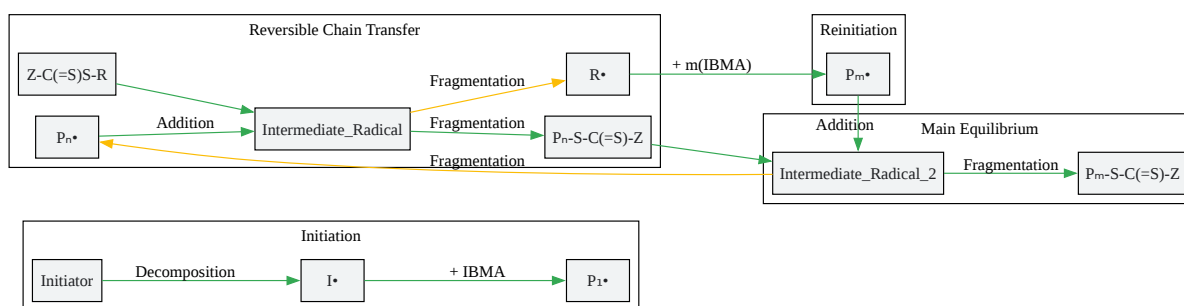 Reversible Chain Transfer
Reinitiation
Z-C(=S)S-R
Fragmentation
R•
+ m(IBMA)
Pₘ•
Pₙ•
Addition
Intermediate_Radical
Fragmentation
Pₙ-S-C(=S)-Z
Addition
Main Equilibrium
Fragmentation
Intermediate_Radical_2
Fragmentation
Pₘ-S-C(=S)-Z
Initiation
Initiator
Decomposition
I•
+ IBMA
P₁•